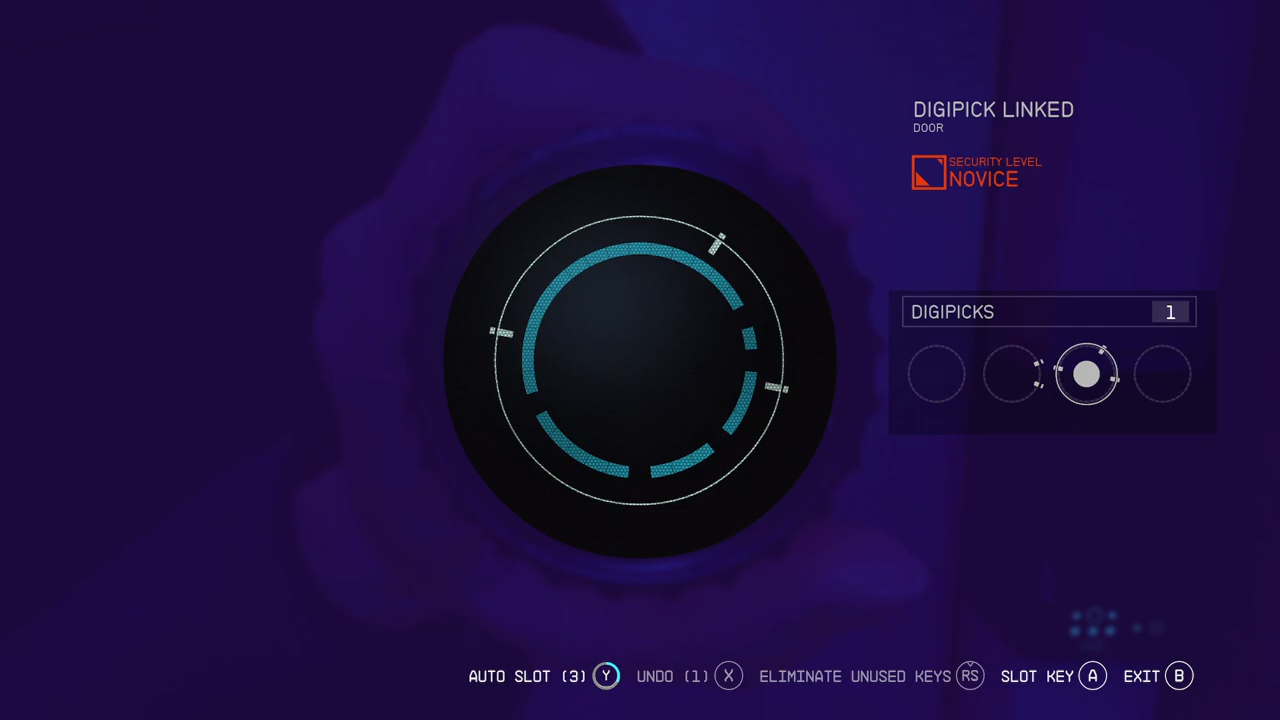 DIGIPICK LINKED
DOOR
SECURITY LEVEL
NOVICE
DIGIPICKS 1
AUTO SLOT (3) Y UNDO (1) X ELIMINATE UNUSED KEYS RS SLOT KEY A EXIT B